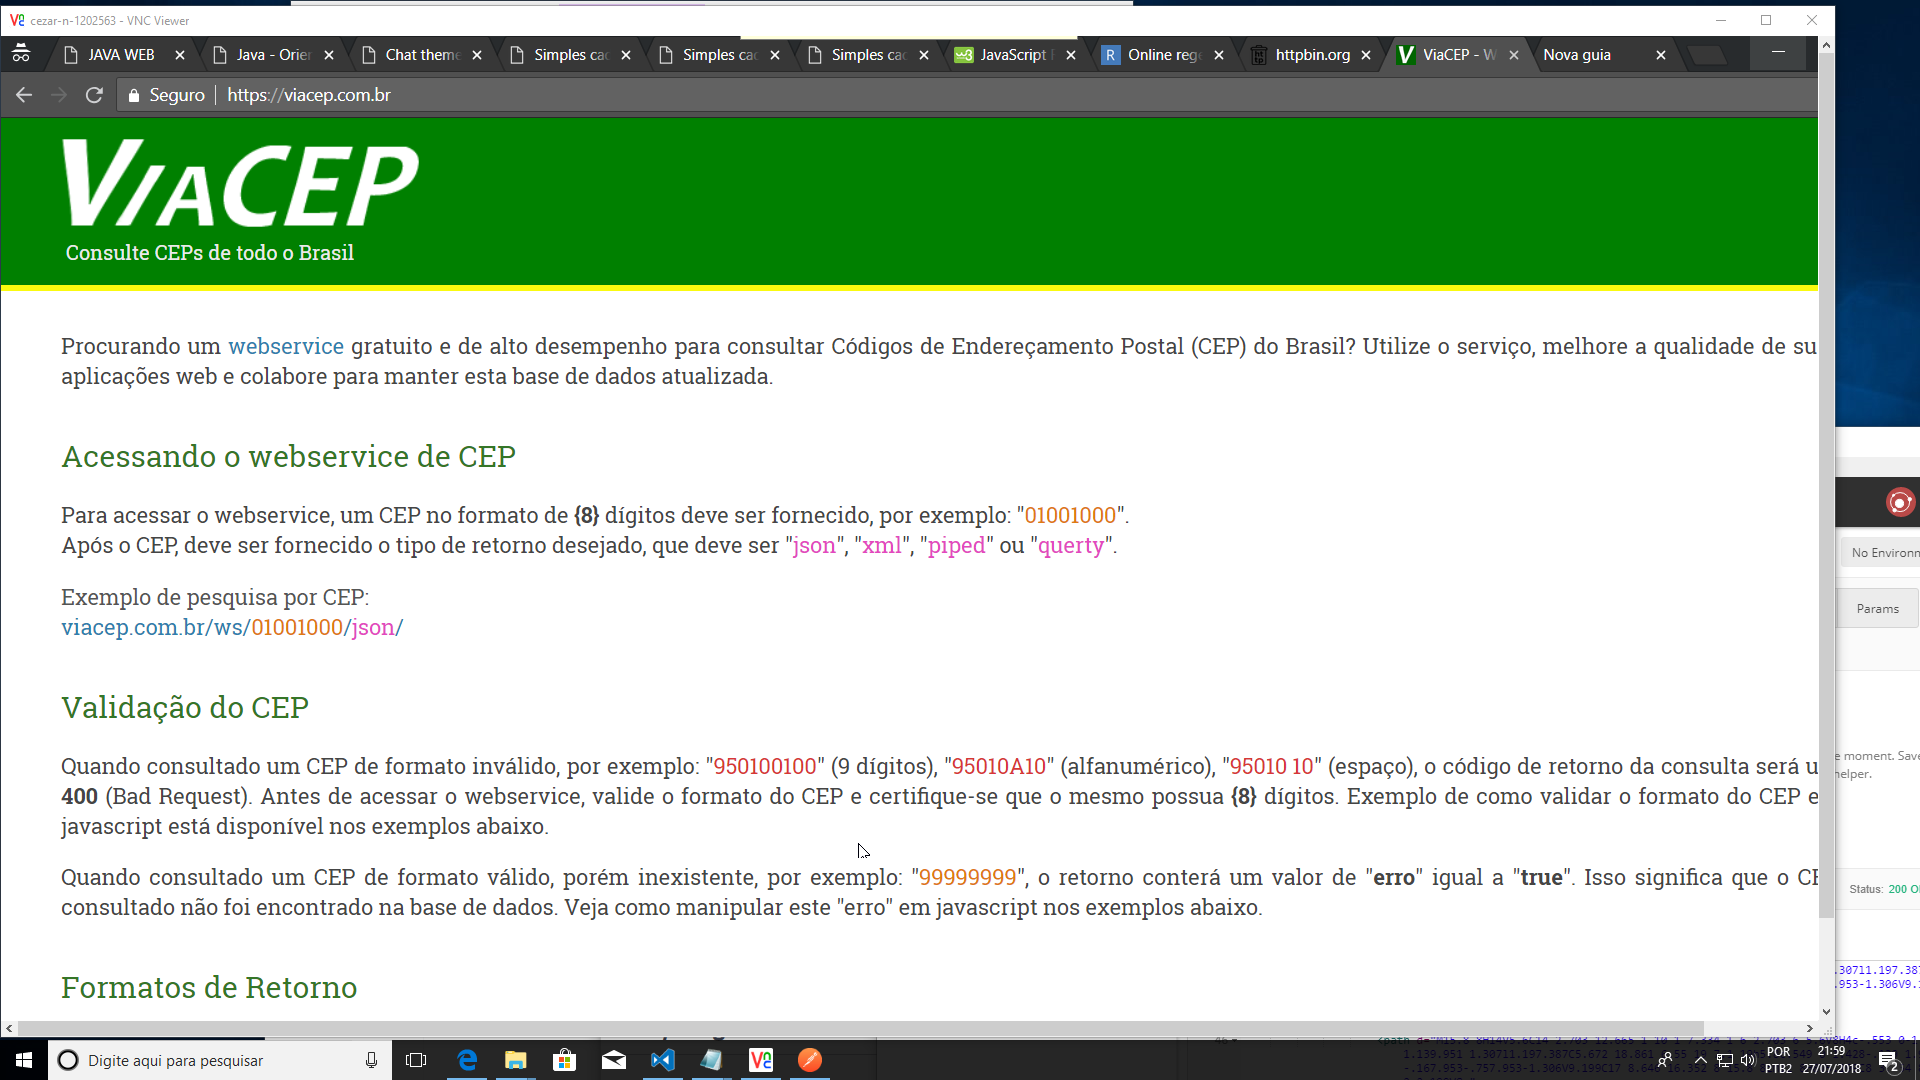 cezar-n-1202563 - VNC Viewer
JAVA WEB
Java - Orie
Chat theme
Simples ca
Simples ca
Simples ca
JavaScript
Online reg
httpbin.org
ViaCEP - W
Nova guia
Seguro
https://viacep.com.br
VIACEP
Consulte CEPs de todo o Brasil
Procurando um webservice gratuito e de alto desempenho para consultar Códigos de Endereçamento Postal (CEP) do Brasil? Utilize o serviço, melhore a qualidade de su
aplicações web e colabore para manter esta base de dados atualizada.
Acessando o webservice de CEP
Para acessar o webservice, um CEP no formato de {8} dígitos deve ser fornecido, por exemplo: "01001000".
Após o CEP, deve ser fornecido o tipo de retorno desejado, que deve ser "json", "xml", "piped" ou "querty".
Exemplo de pesquisa por CEP:
viacep.com.br/ws/01001000/json/
Validação do CEP
Quando consultado um CEP de formato inválido, por exemplo: "950100100" (9 dígitos), "95010A10" (alfanumérico), "95010 10" (espaço), o código de retorno da consulta será u
400 (Bad Request). Antes de acessar o webservice, valide o formato do CEP e certifique-se que o mesmo possua {8} dígitos. Exemplo de como validar o formato do CEP e
javascript está disponível nos exemplos abaixo.
Quando consultado um CEP de formato válido, porém inexistente, por exemplo: "99999999", o retorno conterá um valor de "erro" igual a "true". Isso significa que o CE
consultado não foi encontrado na base de dados. Veja como manipular este "erro" em javascript nos exemplos abaixo.
Formatos de Retorno
No Environm
Params
e moment. Save
helper.
Status: 200 O
.30711.197.387
.953-1.306V9.1
Digite aqui para pesquisar
POR
PTB2
21:59
27/07/2018
2